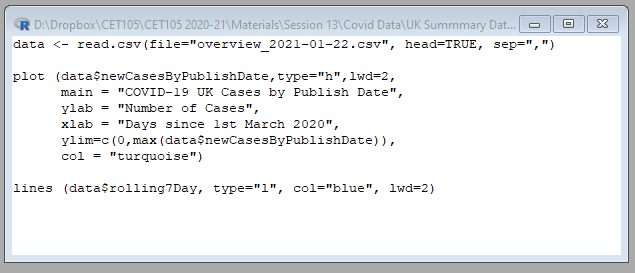 R D:\Dropbox\CET105\CET105 2020-21\Materials\Session 13\Covid Data\UK Summmary Dat...
data <- read.csv(file="overview_2021-01-22.csv", head=TRUE, sep=",")
plot (data$newCasesByPublishDate,type="h",lwd=2,
main = "COVID-19 UK Cases by Publish Date",
ylab = "Number of Cases",
xlab = "Days since 1st March 2020",
ylim=c(0,max(data$newCasesByPublishDate)),
col = "turquoise")
lines (data$rolling7Day, type="l", col="blue", lwd=2)